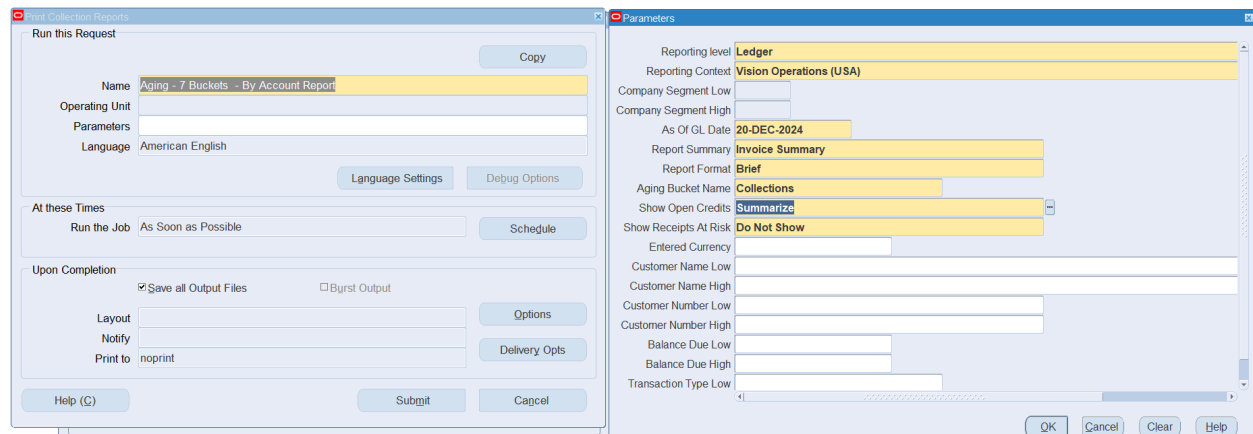 Print Collection Reports
Run this Request
Copy
Name Aging - 7 Buckets - By Account Report
Operating Unit
Parameters
Language American English
Language Settings Debug Options
At these Times
Run the Job As Soon as Possible Schedule
Upon Completion
Save all Output Files Burst Output
Layout Options
Notify
Print to noprint Delivery Opts
Help (C) Submit Cancel
Parameters
Reporting level Ledger
Reporting Context Vision Operations (USA)
Company Segment Low
Company Segment High
As Of GL Date 20-DEC-2024
Report Summary Invoice Summary
Report Format Brief
Aging Bucket Name Collections
Show Open Credits Summarize
Show Receipts At Risk Do Not Show
Entered Currency
Customer Name Low
Customer Name High
Customer Number Low
Customer Number High
Balance Due Low
Balance Due High
Transaction Type Low
OK Cancel Clear Help